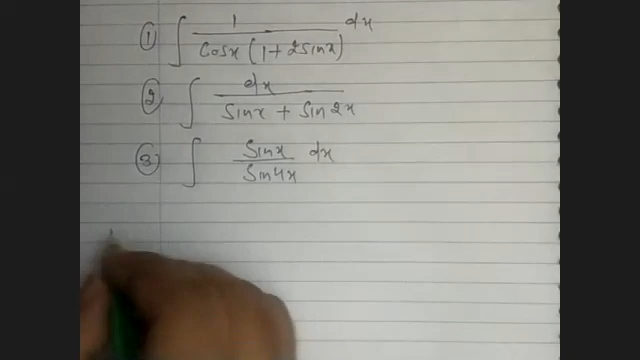 ① ∫ 1 / cosx (1 + 2sinx) dx
② ∫ dx / sinx + sin2x
③ ∫ sinx / sin4x dx